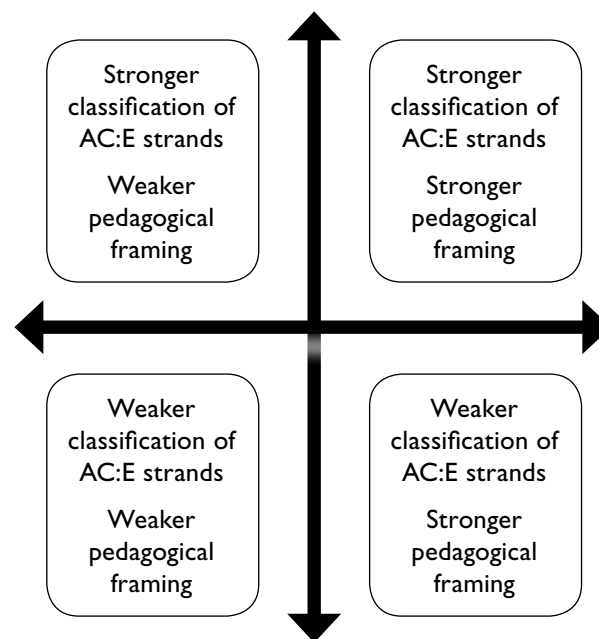 Stronger
classification of
AC:E strands
Weaker
pedagogical
framing
Stronger
classification of
AC:E strands
Stronger
pedagogical
framing
Weaker
classification of
AC:E strands
Weaker
pedagogical
framing
Weaker
classification of
AC:E strands
Stronger
pedagogical
framing